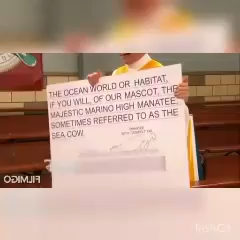 THE OCEAN WORLD OR HABITAT,
IF YOU WILL, OF OUR MASCOT, THE
MAJESTIC MARINO HIGH MANATEE.
SOMETIMES REFERRED TO AS THE
SEA COW.
FILMIGO